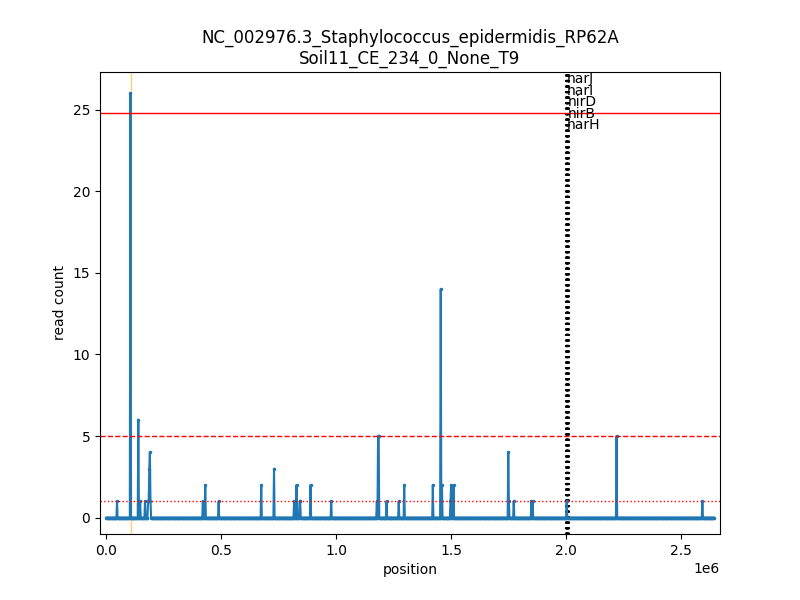 NC_002976.3_Staphylococcus_epidermidis_RP62A
Soil11_CE_234_0_None_T9
narJ
narI
nirD
nirB
narH
25
20
15
10
5
0
read count
0.0 0.5 1.0 1.5 2.0 2.5
1e6
position